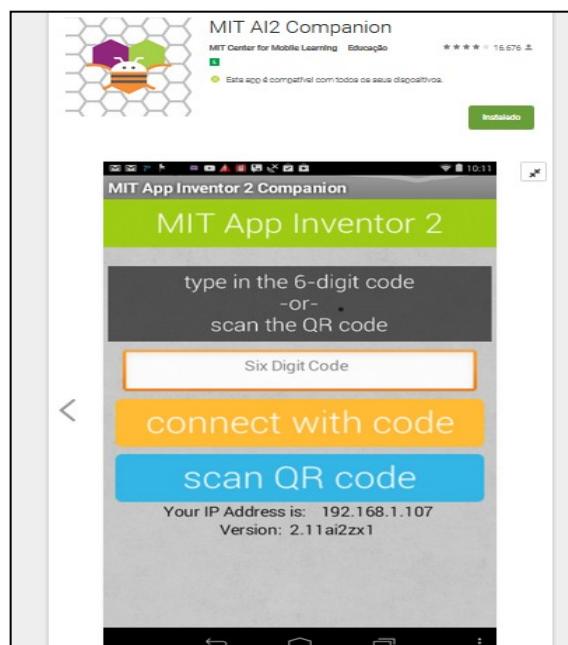 MIT AI2 Companion
MIT Center for Mobile Learning Educação 16.676
Este app é compatível com todos os seus dispositivos.
Instalado
10:11
MIT App Inventor 2 Companion
MIT App Inventor 2
type in the 6-digit code
-or-
scan the QR code
Six Digit Code
connect with code
scan QR code
Your IP Address is: 192.168.1.107
Version: 2.11ai2zx1